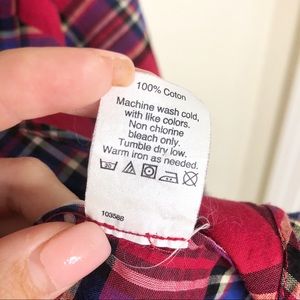 100% Coton
Machine wash cold,
with like colors.
Non chlorine
bleach only.
Tumble dry low.
Warm iron as needed.
103588